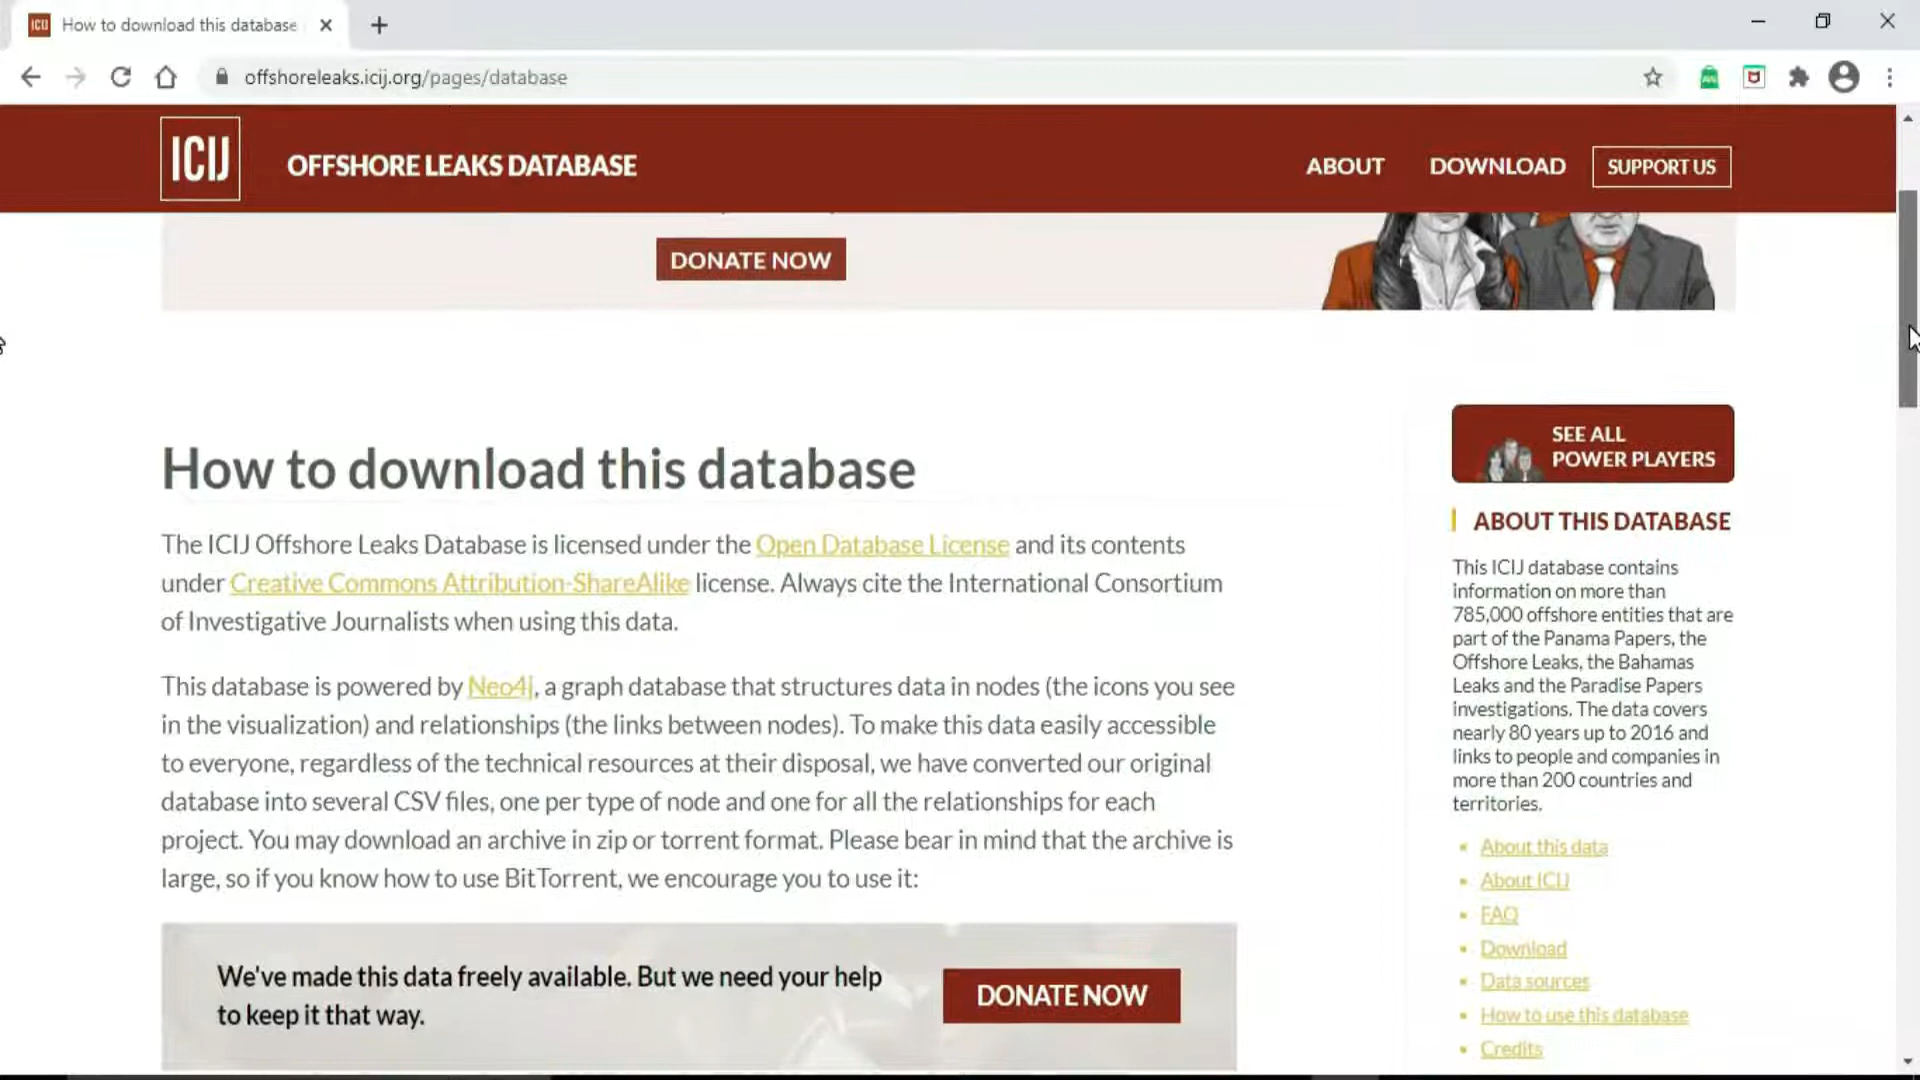 How to download this database
offshoreleaks.icij.org/pages/database
ICIJ
OFFSHORE LEAKS DATABASE
ABOUT
DOWNLOAD
SUPPORT US
DONATE NOW
How to download this database
The ICIJ Offshore Leaks Database is licensed under the Open Database License and its contents
under Creative Commons Attribution-ShareAlike license. Always cite the International Consortium
of Investigative Journalists when using this data.
This database is powered by Neo4j, a graph database that structures data in nodes (the icons you see
in the visualization) and relationships (the links between nodes). To make this data easily accessible
to everyone, regardless of the technical resources at their disposal, we have converted our original
database into several CSV files, one per type of node and one for all the relationships for each
project. You may download an archive in zip or torrent format. Please bear in mind that the archive is
large, so if you know how to use BitTorrent, we encourage you to use it:
We've made this data freely available. But we need your help
to keep it that way.
DONATE NOW
SEE ALL
POWER PLAYERS
ABOUT THIS DATABASE
This ICIJ database contains
information on more than
785,000 offshore entities that are
part of the Panama Papers, the
Offshore Leaks, the Bahamas
Leaks and the Paradise Papers
investigations. The data covers
nearly 80 years up to 2016 and
links to people and companies in
more than 200 countries and
territories.
About this data
About ICIJ
FAQ
Download
Data sources
How to use this database
Credits